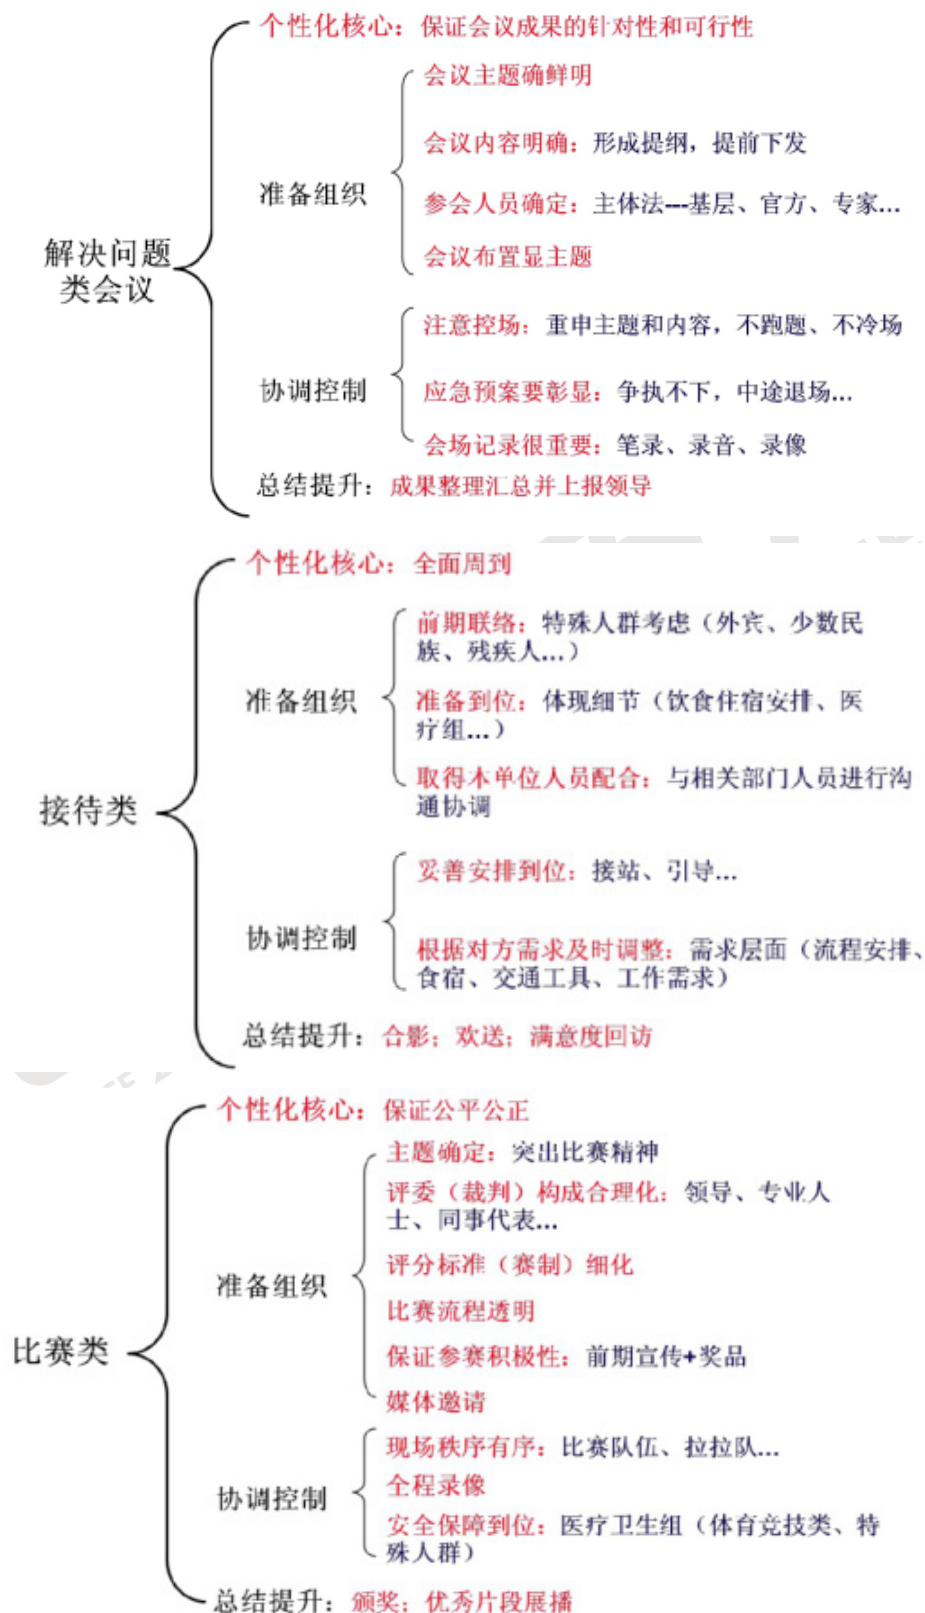 个性化核心：保证会议成果的针对性和可行性
会议主题确鲜明
会议内容明确：形成提纲，提前下发
准备组织
参会人员确定：主体法---基层、官方、专家...
会议布置显主题
解决问题
类会议
注意控场：重申主题和内容，不跑题、不冷场
协调控制
应急预案要彰显：争执不下，中途退场...
会场记录很重要：笔录、录音、录像
总结提升：成果整理汇总并上报领导
个性化核心：全面周到
前期联络：特殊人群考虑（外宾、少数民
族、残疾人...）
准备组织
准备到位：体现细节（饮食住宿安排、医
疗组...）
取得本单位人员配合：与相关部门人员进行沟
通协调
接待类
妥善安排到位：接站、引导...
协调控制
根据对方需求及时调整：需求层面（流程安排、
食宿、交通工具、工作需求）
总结提升：合影；欢送；满意度回访
个性化核心：保证公平公正
主题确定：突出比赛精神
评委（裁判）构成合理化：领导、专业人
士、同事代表...
评分标准（赛制）细化
准备组织
比赛流程透明
比赛类
保证参赛积极性：前期宣传+奖品
媒体邀请
现场秩序有序：比赛队伍、拉拉队...
全程录像
协调控制
安全保障到位：医疗卫生组（体育竞技类、特
殊人群）
总结提升：颁奖；优秀片段展播